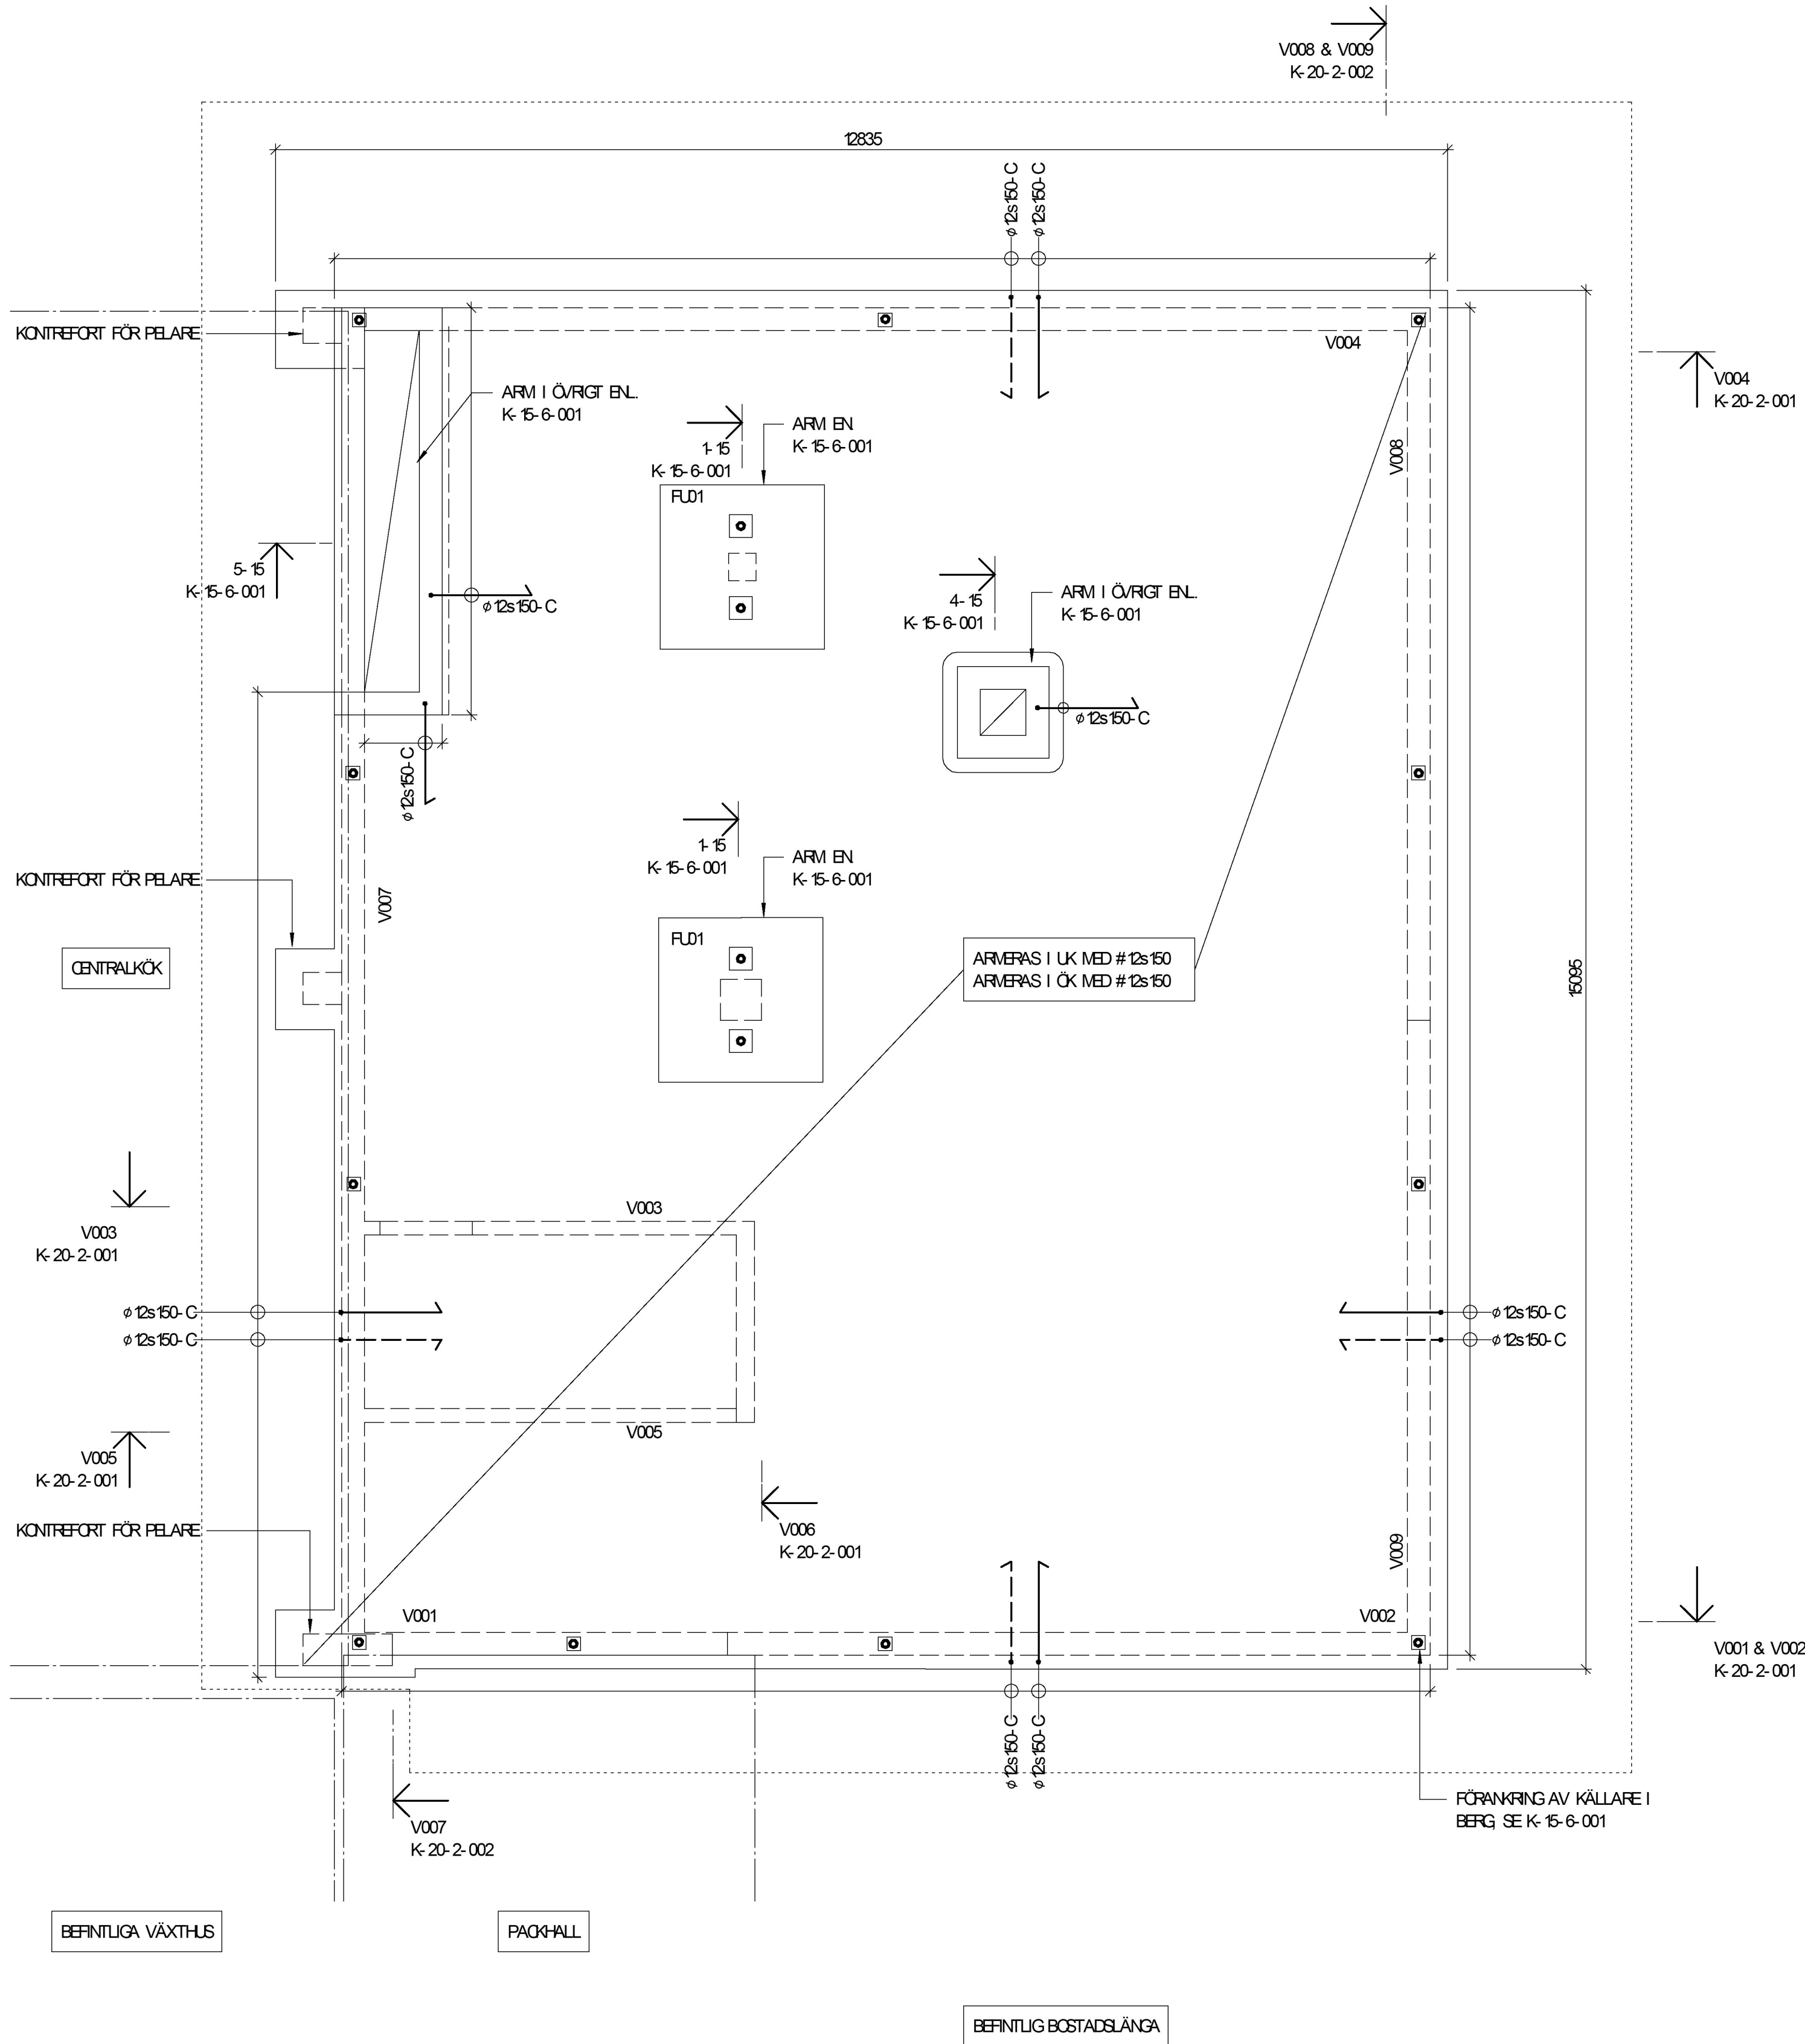 V008 & V009
K-20-2-002
12835
ø12s150-C
ø12s150-C
KONTREFORT FÖR PELARE
V004
V004
K-20-2-001
ARM I ÖVRIGT ENL.
K-15-6-001
ARM EN.
K-15-6-001
1-15
K-15-6-001
V008
FU01
5-15
K-15-6-001
ø12s150-C
4-15
K-15-6-001
ARM I ÖVRIGT ENL.
K-15-6-001
ø12s150-C
ø12s150-C
1-15
K-15-6-001
ARM EN.
K-15-6-001
KONTREFORT FÖR PELARE
V007
FU01
CENTRALKÖK
ARMERAS I UK MED #12s150
ARMERAS I ÖK MED #12s150
15095
V003
V003
K-20-2-001
ø12s150-C
ø12s150-C
ø12s150-C
ø12s150-C
V005
V005
K-20-2-001
KONTREFORT FÖR PELARE
V006
K-20-2-001
V009
V001
V002
V001 & V002
K-20-2-001
ø12s150-C
ø12s150-C
FÖRANKRING AV KÄLLARE I
BERG, SE K-15-6-001
V007
K-20-2-002
BEFINTLIGA VÄXTHUS
PACKHALL
BEFINTLIG BOSTADSLÄNGA